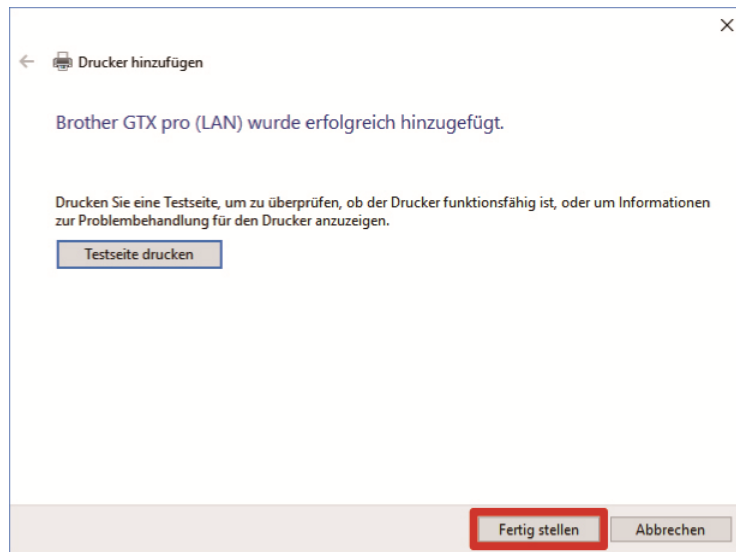 Drucker hinzufügen
Brother GTX pro (LAN) wurde erfolgreich hinzugefügt.
Drucken Sie eine Testseite, um zu überprüfen, ob der Drucker funktionsfähig ist, oder um Informationen
zur Problembehandlung für den Drucker anzuzeigen.
Testseite drucken
Fertig stellen Abbrechen